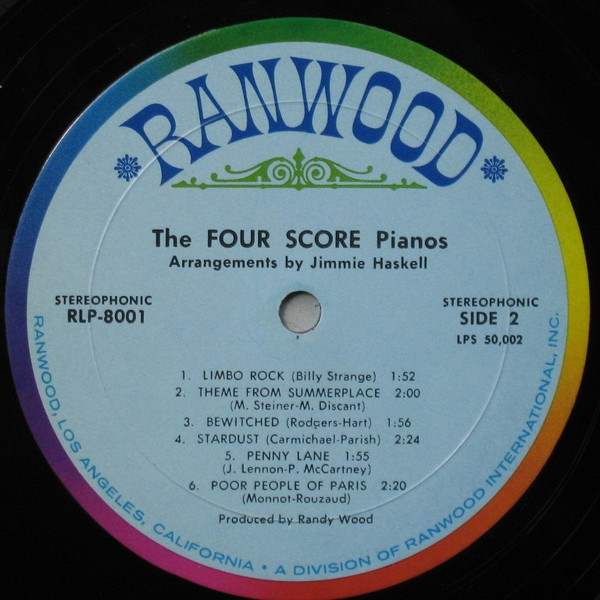 RANWOOD
The FOUR SCORE Pianos
Arrangements by Jimmie Haskell
STEREOPHONIC
RLP-8001
STEREOPHONIC
SIDE 2
LPS 50,002
1. LIMBO ROCK (Billy Strange) 1:52
2. THEME FROM SUMMERPLACE 2:00
(M. Steiner-M. Discant)
3. BEWITCHED (Rodgers-Hart) 1:56
4. STARDUST (Carmichael-Parish) 2:24
5. PENNY LANE 1:55
(J. Lennon-P. McCartney)
6. POOR PEOPLE OF PARIS 2:20
(Monnot-Rouzaud)
Produced by Randy Wood
RANWOOD, LOS ANGELES, CALIFORNIA • A DIVISION OF RANWOOD INTERNATIONAL, INC.